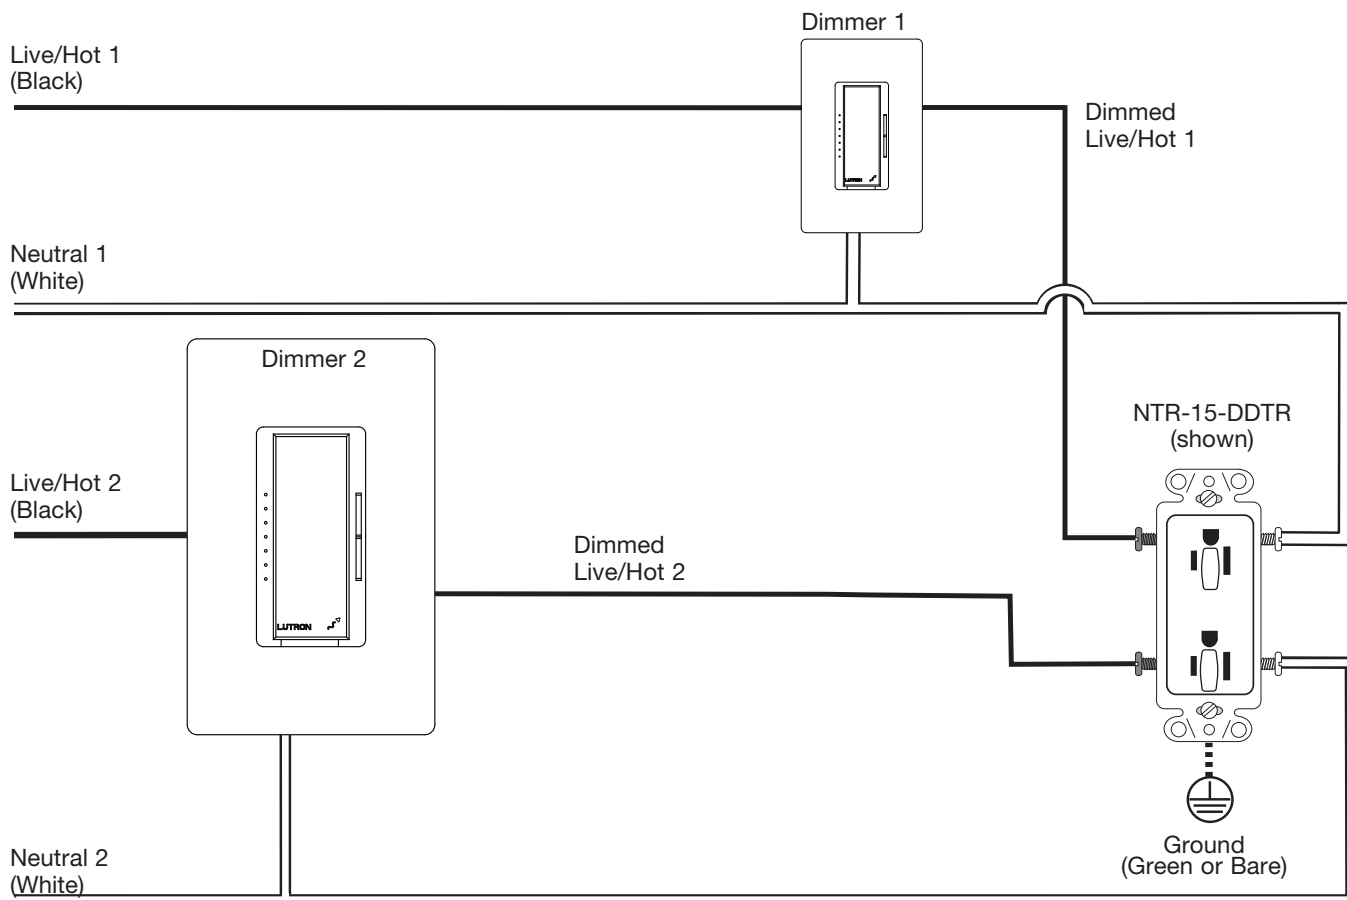 Dimmer 1
Live/Hot 1
(Black)
Dimmed
Live/Hot 1
LUTRON
Neutral 1
(White)
Dimmer 2
NTR-15-DDTR
(shown)
Live/Hot 2
(Black)
Dimmed
Live/Hot 2
LUTRON
Ground
(Green or Bare)
Neutral 2
(White)